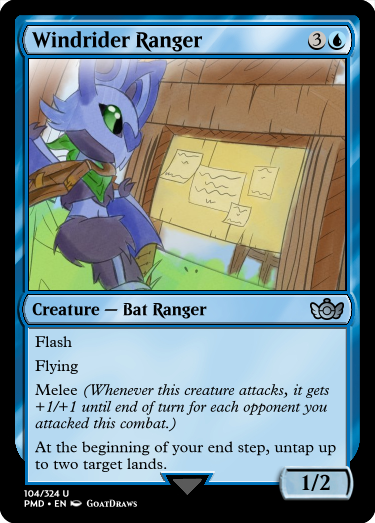 Windrider Ranger 3
Creature — Bat Ranger
Flash
Flying
Melee (Whenever this creature attacks, it gets
+1/+1 until end of turn for each opponent you
attacked this combat.)
At the beginning of your end step, untap up
to two target lands.
1/2
104/324 U
PMD • EN GOATDRAWS